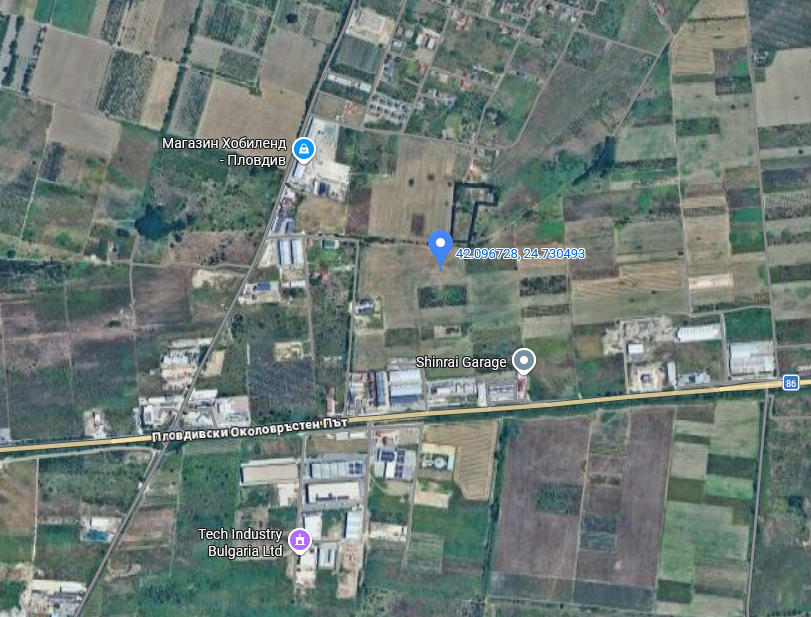 Магазин Хобиленд
- Пловдив
42.096728, 24.730493
Shinrai Garage
86
Пловдивски Околовръстен Път
Tech Industry
Bulgaria Ltd